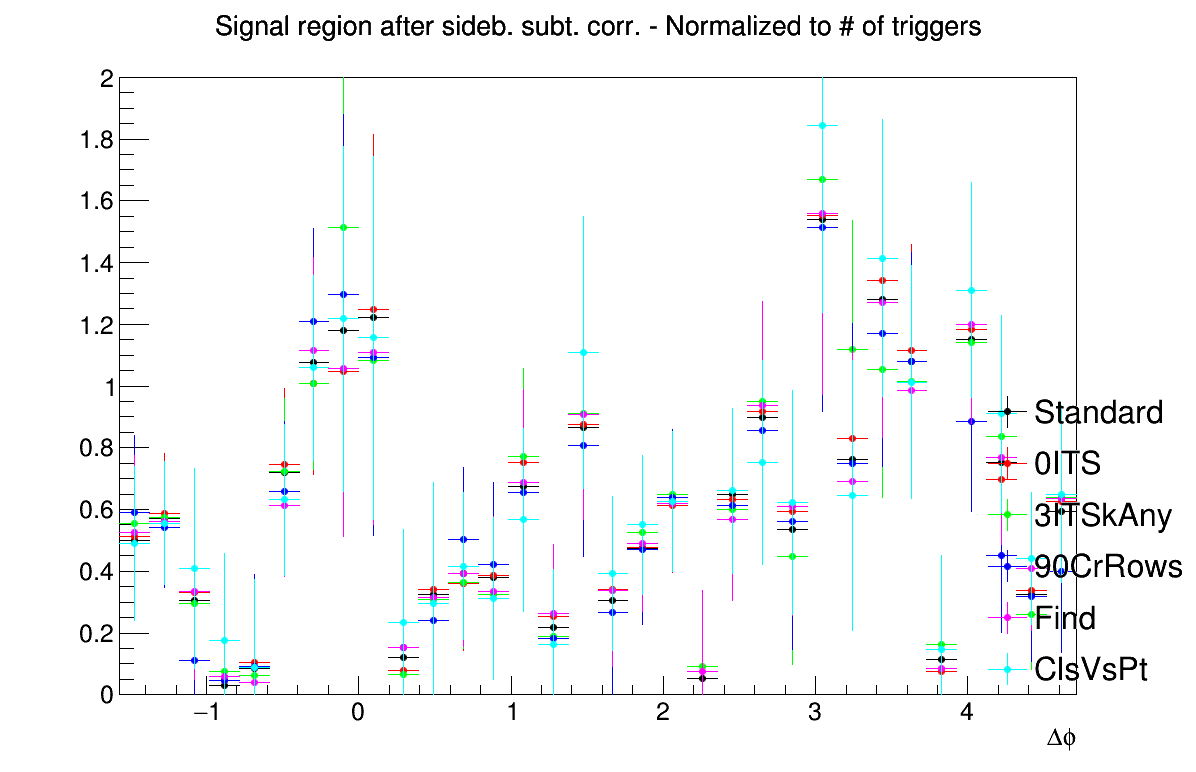 Signal region after sideb. subt. corr. - Normalized to # of triggers
2
1.8
1.6
1.4
1.2
1
0.8
0.6
0.4
0.2
0
−1
0
1
2
3
4
Δϕ
Standard
0ITS
3ITSkAny
90CrRows
Find
ClsVsPt